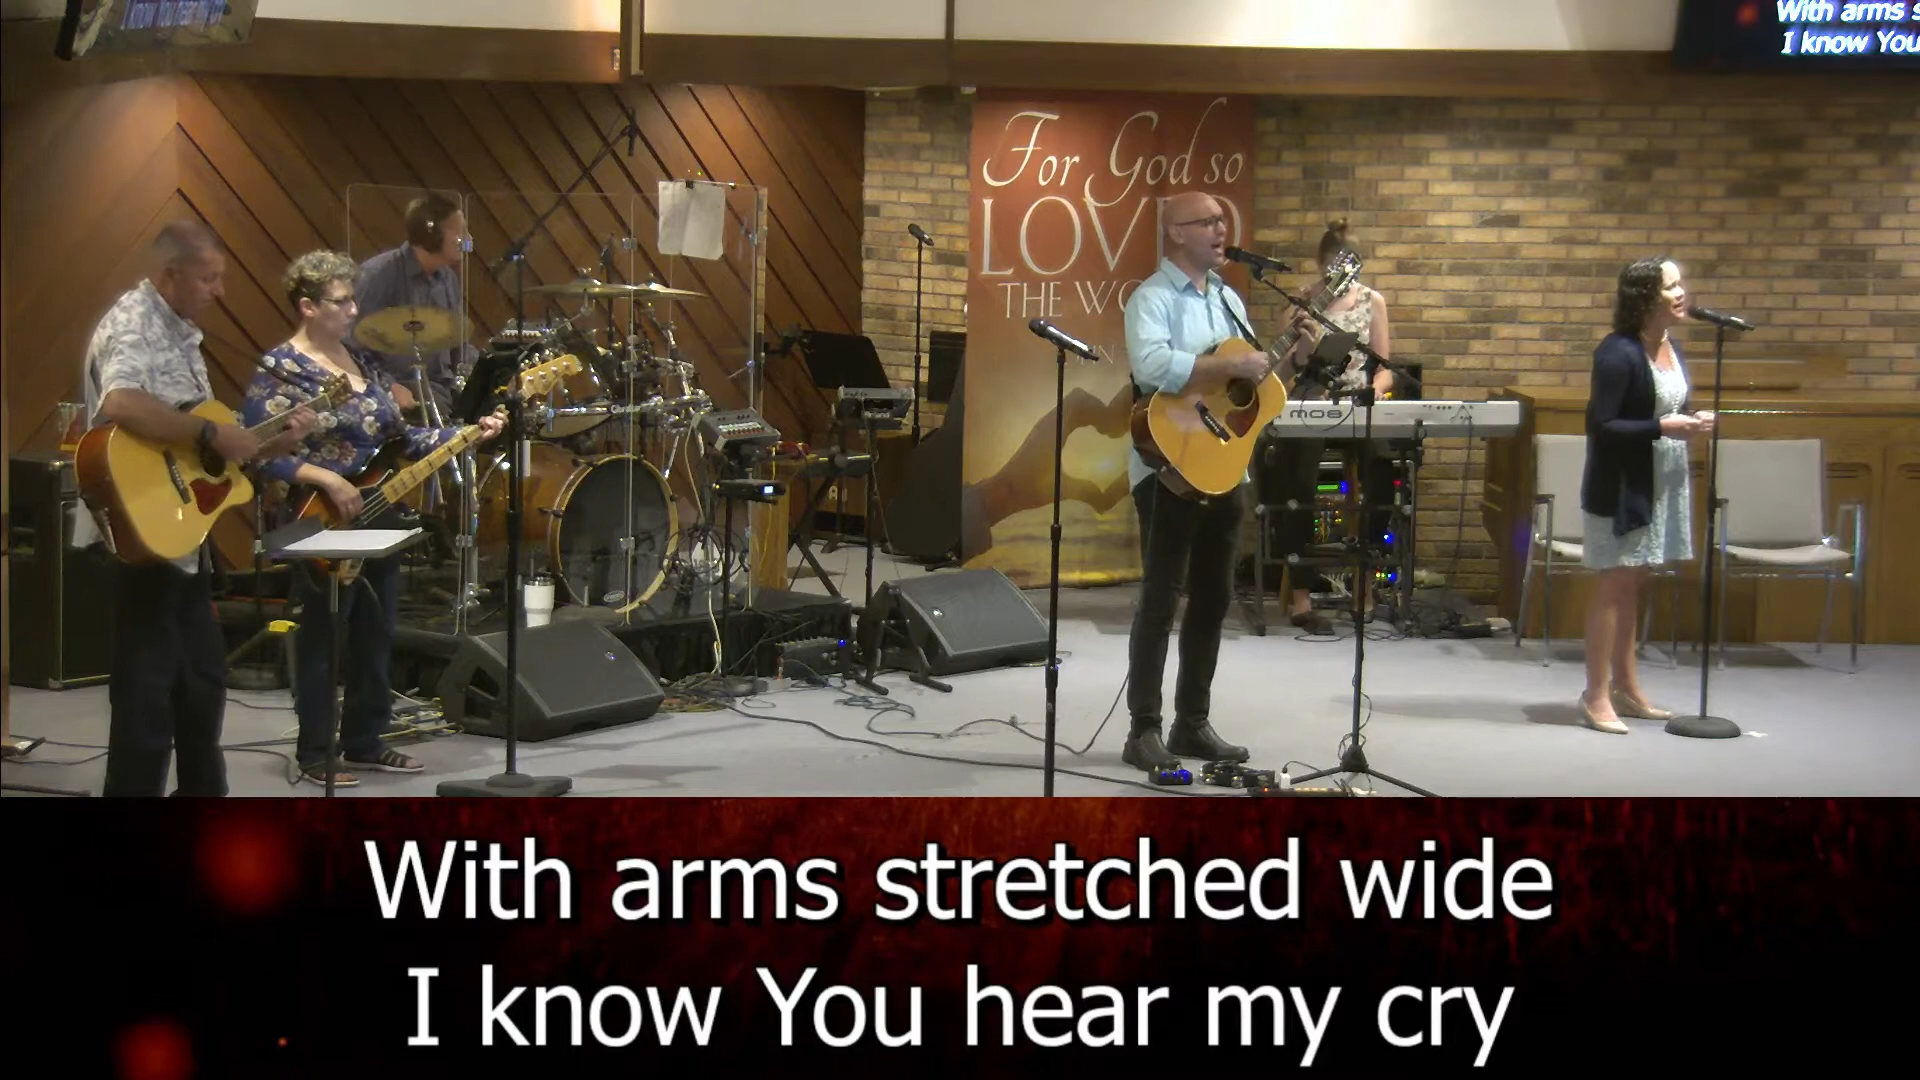 With arms s
I know You
For God so
LOVED
THE WO
moe
With arms stretched wide
I know You hear my cry